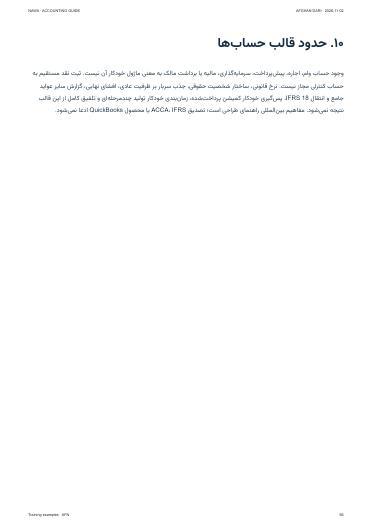 NAWA · ACCOUNTING GUIDE
AFGHAN DARI · 2026-11-02
۱۰. حدود قالب حساب‌ها
وجود حساب وام، اجاره، پیش‌پرداخت، سرمایه‌گذاری، مالیه یا برداشت مالک به معنی ماژول خودکار آن نیست. ثبت نقد مستقیم به
حساب کنترلی مجاز نیست. نرخ قانونی، ساختار شخصیت حقوقی، جذب سربار بر ظرفیت عادی، افشای نهایی، گزارش سایر عواید
جامع و انتقال IFRS 18، پس‌گیری خودکار کمیشن پرداخت‌شده، زمان‌بندی خودکار تولید چندمرحله‌ای و تلفیق کامل از این قالب
نتیجه نمی‌شود. مفاهیم بین‌المللی راهنمای طراحی است؛ تصدیق ACCA، IFRS یا محصول QuickBooks ادعا نمی‌شود.
Training examples · AFN